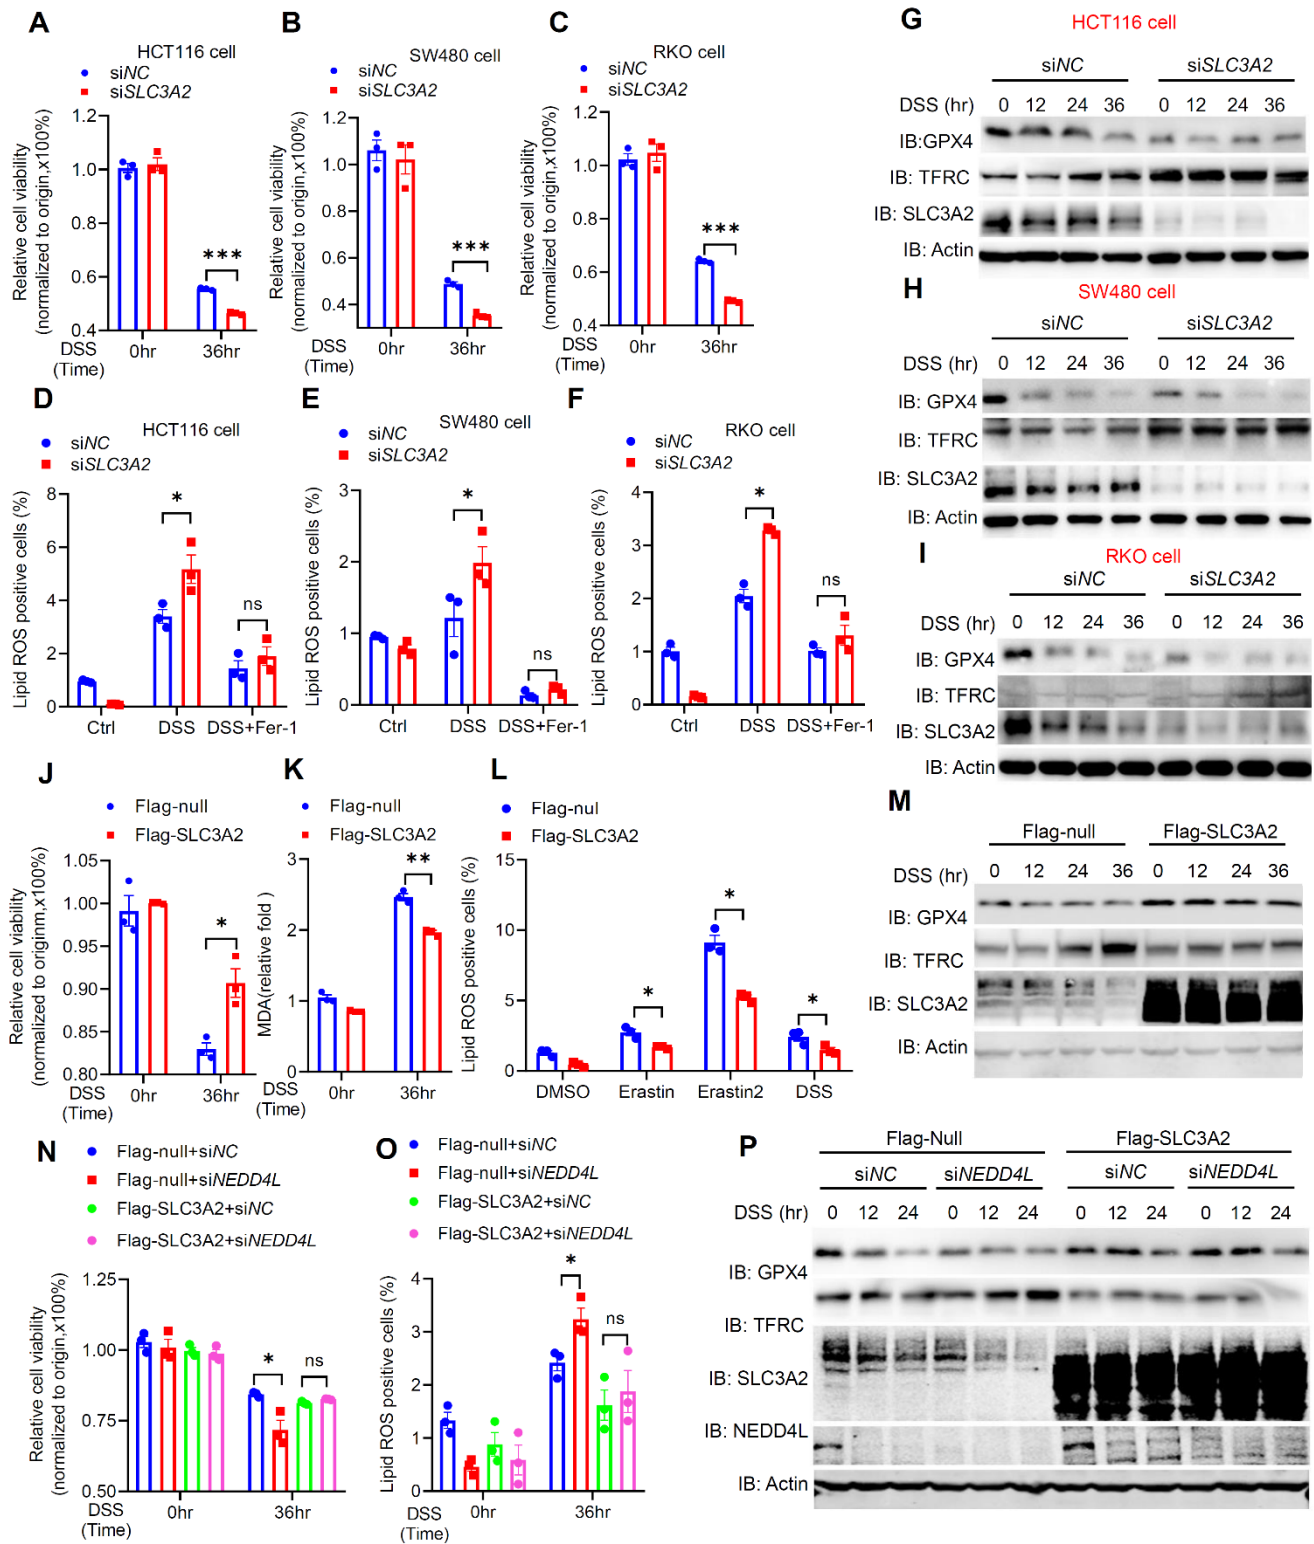 A
HCT116 cell
siNC
siSLC3A2
Relative cell viability
(normalized to origin,x100%)
1.2
1.0
0.8
0.6
0.4
***
DSS
(Time)
0hr
36hr
B
SW480 cell
siNC
siSLC3A2
Relative cell viability
(normalized to origin,x100%)
1.2
1.0
0.8
0.6
0.4
***
DSS
(Time)
0hr
36hr
C
RKO cell
siNC
siSLC3A2
Relative cell viability
(normalized to origin,x100%)
1.2
1.0
0.8
0.6
0.4
***
DSS
(Time)
0hr
36hr
G
HCT116 cell
siNC
siSLC3A2
DSS (hr)
0 12 24 36 0 12 24 36
IB:GPX4
IB: TFRC
IB: SLC3A2
IB: Actin
H
SW480 cell
siNC
siSLC3A2
DSS (hr)
0 12 24 36 0 12 24 36
IB: GPX4
IB: TFRC
IB: SLC3A2
IB: Actin
D
HCT116 cell
siNC
siSLC3A2
Lipid ROS positive cells (%)
8
6
4
2
0
*
ns
Ctrl
DSS
DSS+Fer-1
E
SW480 cell
siNC
siSLC3A2
Lipid ROS positive cells (%)
3
2
1
0
*
ns
Ctrl
DSS
DSS+Fer-1
F
RKO cell
siNC
siSLC3A2
Lipid ROS positive cells (%)
4
3
2
1
0
*
ns
Ctrl
DSS
DSS+Fer-1
I
RKO cell
siNC
siSLC3A2
DSS (hr)
0 12 24 36 0 12 24 36
IB: GPX4
IB: TFRC
IB: SLC3A2
IB: Actin
J
Flag-null
Flag-SLC3A2
Relative cell viability
(normalized to originnm,x100%)
1.05
1.00
0.95
0.90
0.85
0.80
*
DSS
(Time)
0hr
36hr
K
Flag-null
Flag-SLC3A2
MDA(relative fold )
3
2
1
0
**
DSS
(Time)
0hr
36hr
L
Flag-nul
Flag-SLC3A2
Lipid ROS positive cells (%)
15
10
5
0
*
*
*
DMSO
Erastin
Erastin2
DSS
M
Flag-null
Flag-SLC3A2
DSS (hr)
0 12 24 36 0 12 24 36
IB: GPX4
IB: TFRC
IB: SLC3A2
IB: Actin
N
Flag-null+siNC
Flag-null+siNEDD4L
Flag-SLC3A2+siNC
Flag-SLC3A2+siNEDD4L
Relative cell viability
(normalized to origin,x100%)
1.25
1.00
0.75
0.50
*
ns
DSS
(Time)
0hr
36hr
O
Flag-null+siNC
Flag-null+siNEDD4L
Flag-SLC3A2+siNC
Flag-SLC3A2+siNEDD4L
Lipid ROS positive cells (%)
4
3
2
1
0
*
ns
DSS
(Time)
0hr
36hr
P
Flag-Null
Flag-SLC3A2
siNC
siNEDD4L
siNC
siNEDD4L
DSS (hr)
0 12 24 0 12 24 0 12 24 0 12 24
IB: GPX4
IB: TFRC
IB: SLC3A2
IB: NEDD4L
IB: Actin